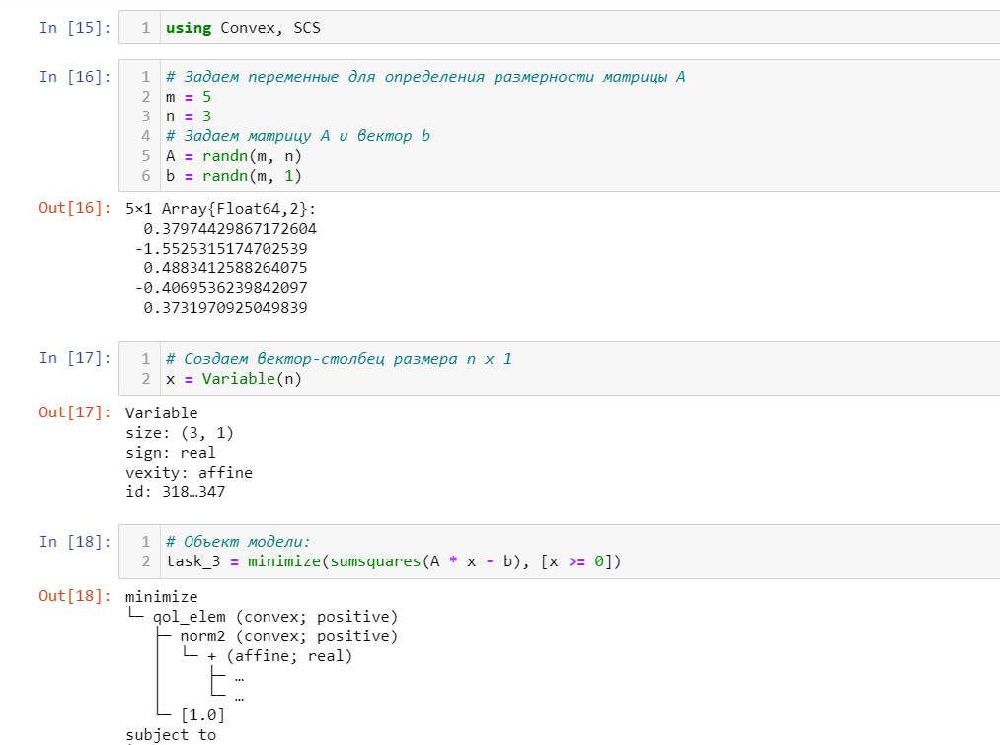 In [15]: 1 using Convex, SCS
In [16]: 1 # Задаем переменные для определения размерности матрицы A
2 m = 5
3 n = 3
4 # Задаем матрицу A и вектор b
5 A = randn(m, n)
6 b = randn(m, 1)
Out[16]: 5×1 Array{Float64,2}:
0.37974429867172604
-1.5525315174702539
0.4883412588264075
-0.4069536239842097
0.3731970925049839
In [17]: 1 # Создаем вектор-столбец размера n x 1
2 x = Variable(n)
Out[17]: Variable
size: (3, 1)
sign: real
vexity: affine
id: 318…347
In [18]: 1 # Объект модели:
2 task_3 = minimize(sumsquares(A * x - b), [x >= 0])
Out[18]: minimize
└─ qol_elem (convex; positive)
├─ norm2 (convex; positive)
│ └─ + (affine; real)
│ ├─ …
│ └─ …
└─ [1.0]
subject to